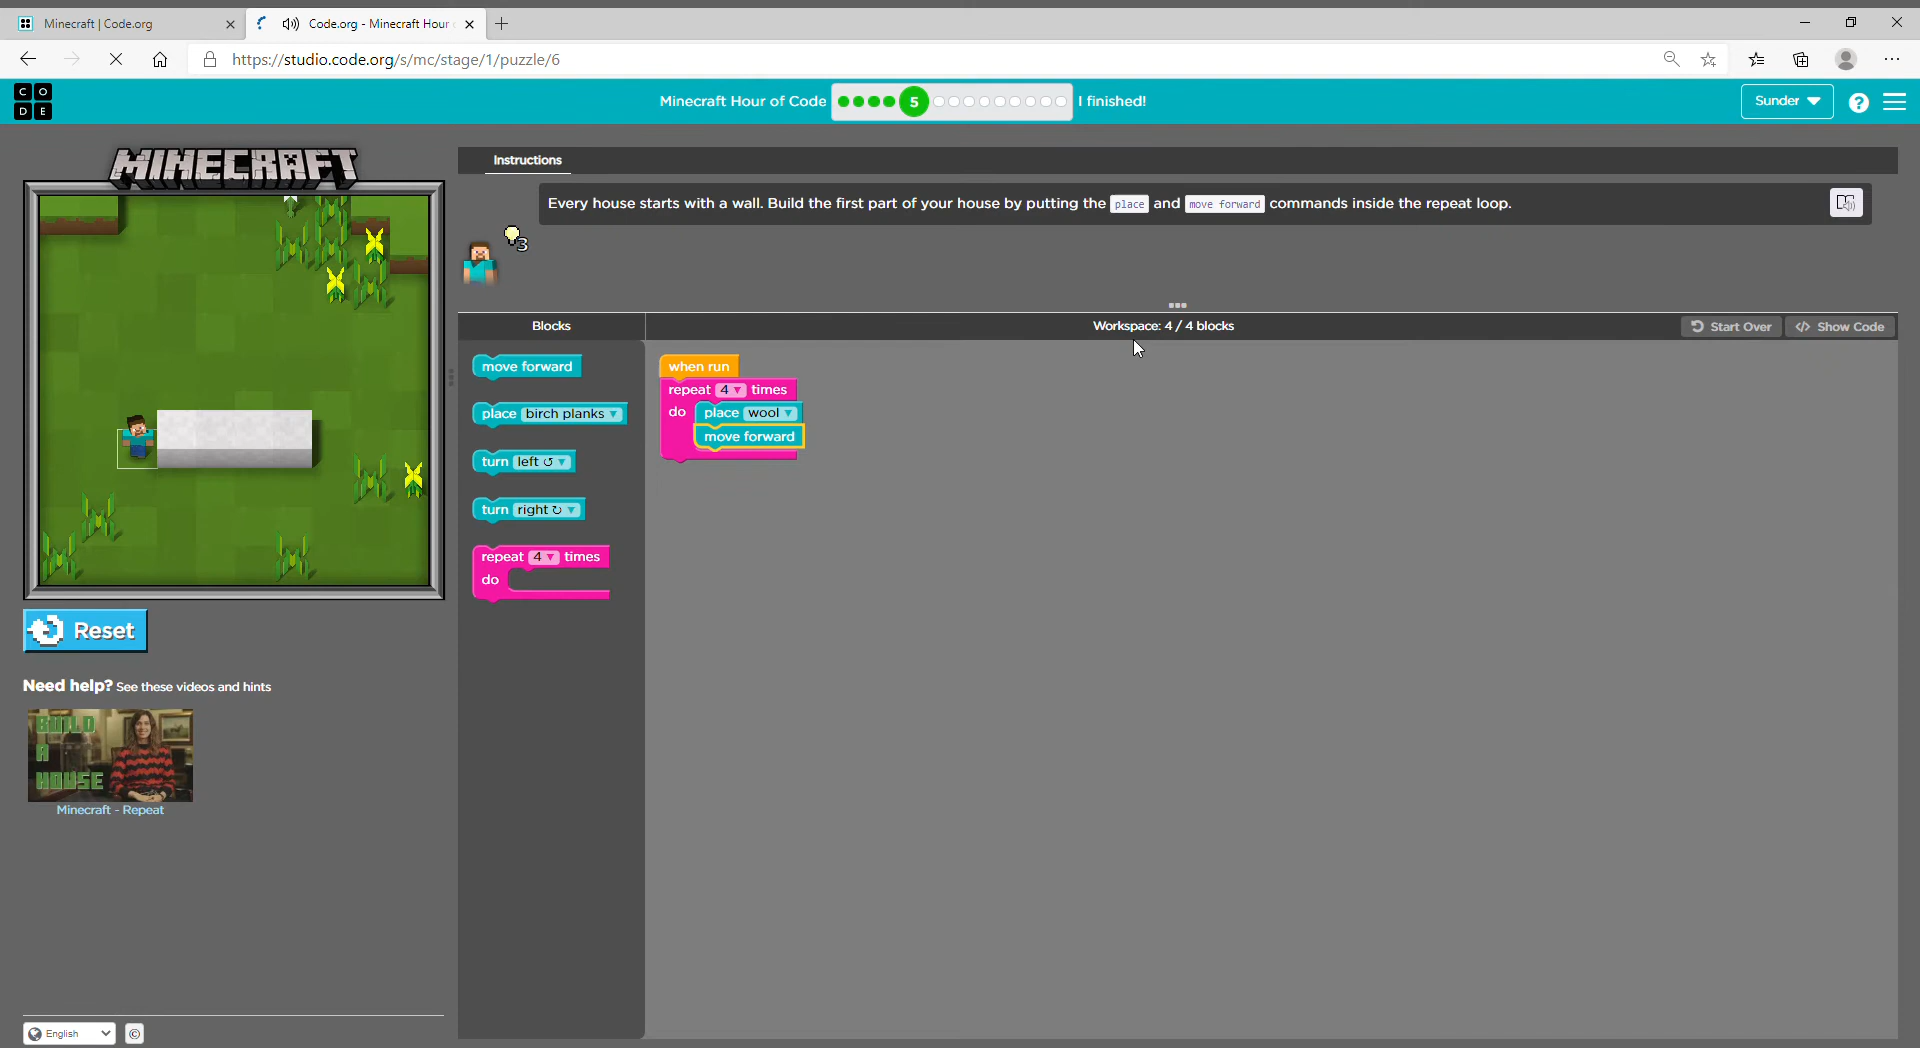 Minecraft | Code.org
Code.org - Minecraft Hour
https://studio.code.org/s/mc/stage/1/puzzle/6
C O
D E
Minecraft Hour of Code
5
I finished!
Sunder
?
MINECRAFT
Instructions
Every house starts with a wall. Build the first part of your house by putting the place and move forward commands inside the repeat loop.
3
Blocks
Workspace: 4 / 4 blocks
Start Over
</> Show Code
move forward
place birch planks
turn left ↺
turn right ↻
repeat 4 times
do
when run
repeat 4 times
do place wool
move forward
Reset
Need help? See these videos and hints
BUILD
A
HOUSE
Minecraft - Repeat
English
©